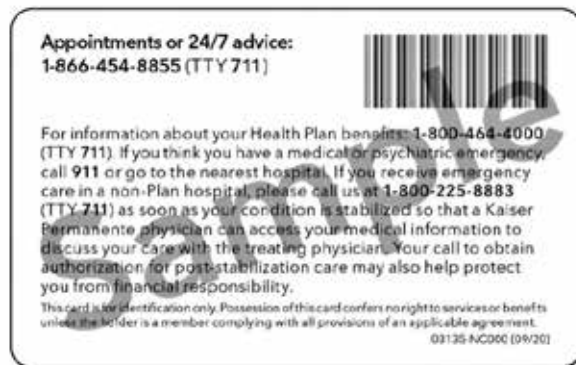 Appointments or 24/7 advice:
1-866-454-8855 (TTY 711)
For information about your Health Plan benefits: 1-800-464-4000
(TTY 711). If you think you have a medical or psychiatric emergency,
call 911 or go to the nearest hospital. If you receive emergency
care in a non-Plan hospital, please call us at 1-800-225-8883
(TTY 711) as soon as your condition is stabilized so that a Kaiser
Permanente physician can access your medical information to
discuss your care with the treating physician. Your call to obtain
authorization for post-stabilization care may also help protect
you from financial responsibility.
This card is for identification only. Possession of this card confers no right to services or benefits
unless the holder is a member complying with all provisions of an applicable agreement.
03135-NC000 (09/20)
Sample